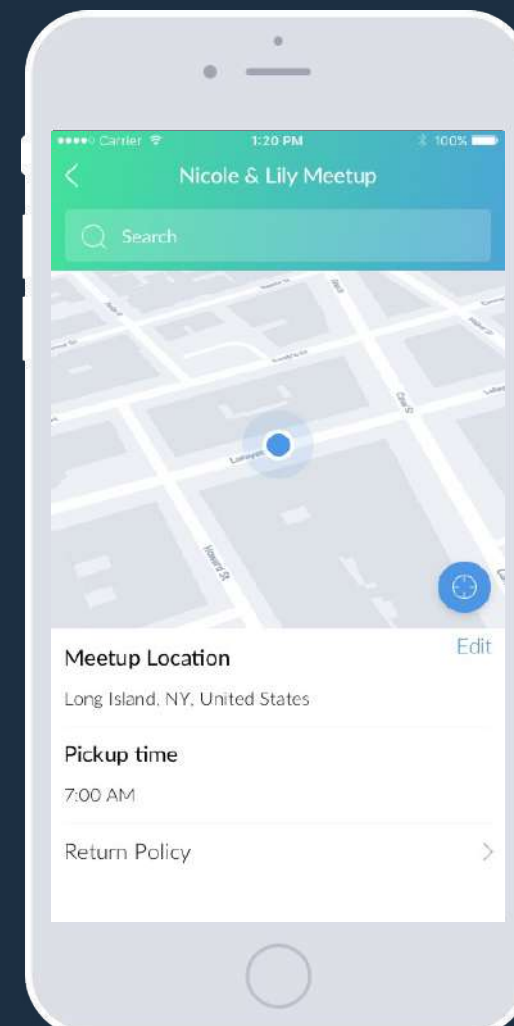 Carrier
1:20 PM
100%
Nicole & Lily Meetup
Search
Howard St
Meetup Location
Edit
Long Island, NY, United States
Pickup time
7:00 AM
Return Policy